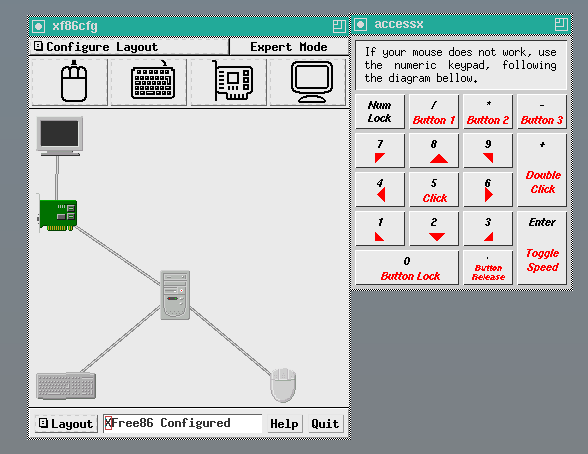 xf86cfg
Configure Layout
Expert Mode
Layout
XFree86 Configured
Help
Quit
accessx
If your mouse does not work, use
the numeric keypad, following
the diagram bellow.
Num Lock
/
Button 1
*
Button 2
-
Button 3
7
8
9
+
Double Click
4
5
Click
6
1
2
3
Enter
Toggle Speed
0
Button Lock
.
Button Release